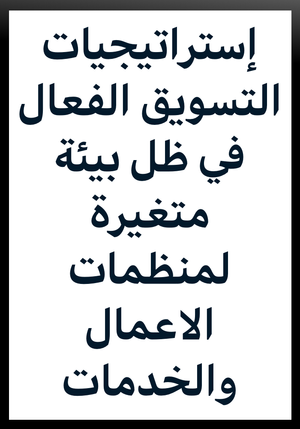 إستراتيجيات
التسويق الفعال
في ظل بيئة
متغيرة
لمنظمات
الاعمال
والخدمات